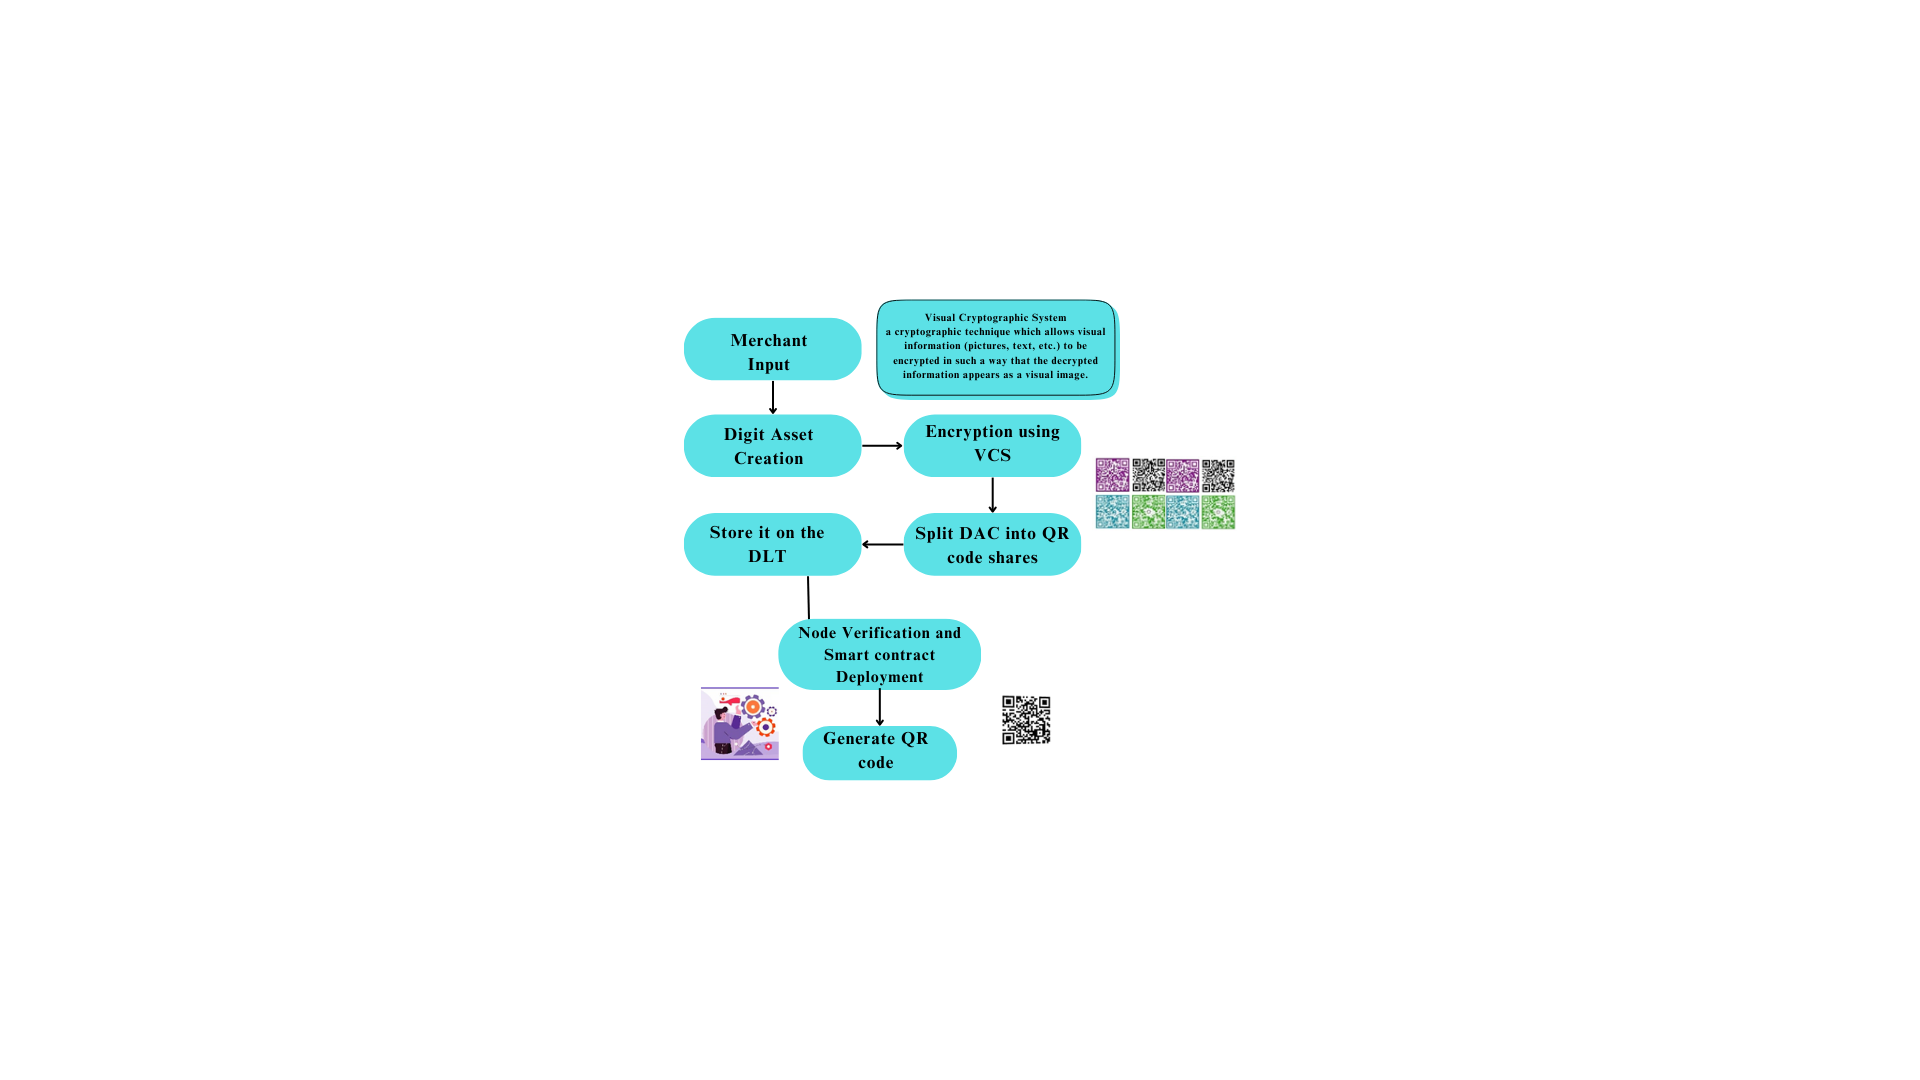 Merchant
Input
Visual Cryptographic System
a cryptographic technique which allows visual
information (pictures, text, etc.) to be
encrypted in such a way that the decrypted
information appears as a visual image.
Digit Asset
Creation
Encryption using
VCS
Store it on the
DLT
Split DAC into QR
code shares
Node Verification and
Smart contract
Deployment
Generate QR
code